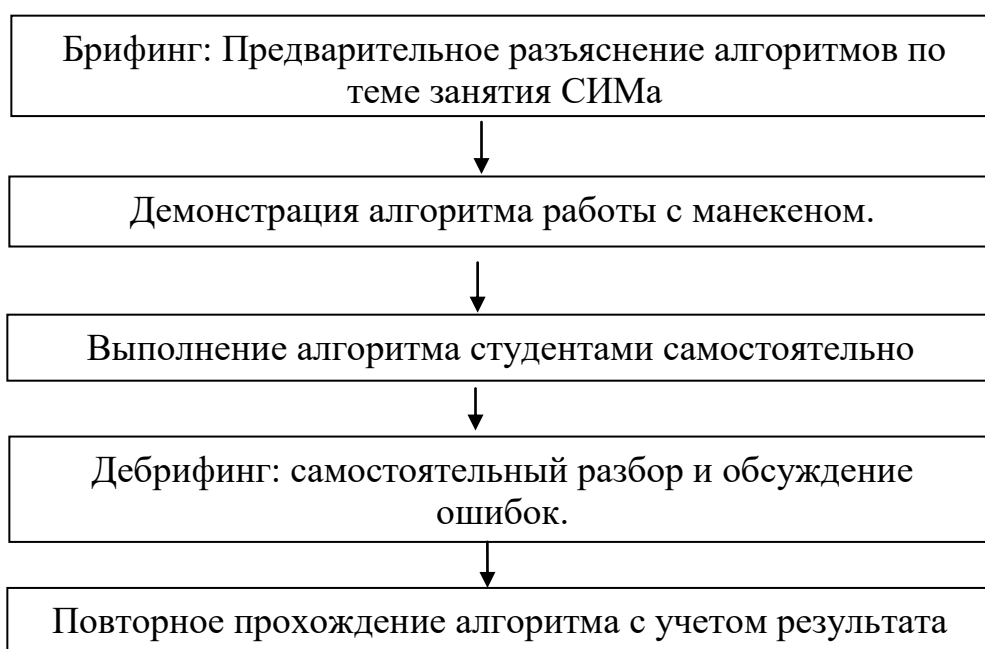 Брифинг: Предварительное разъяснение алгоритмов по
теме занятия СИМа
Демонстрация алгоритма работы с манекеном.
Выполнение алгоритма студентами самостоятельно
Дебрифинг: самостоятельный разбор и обсуждение
ошибок.
Повторное прохождение алгоритма с учетом результата